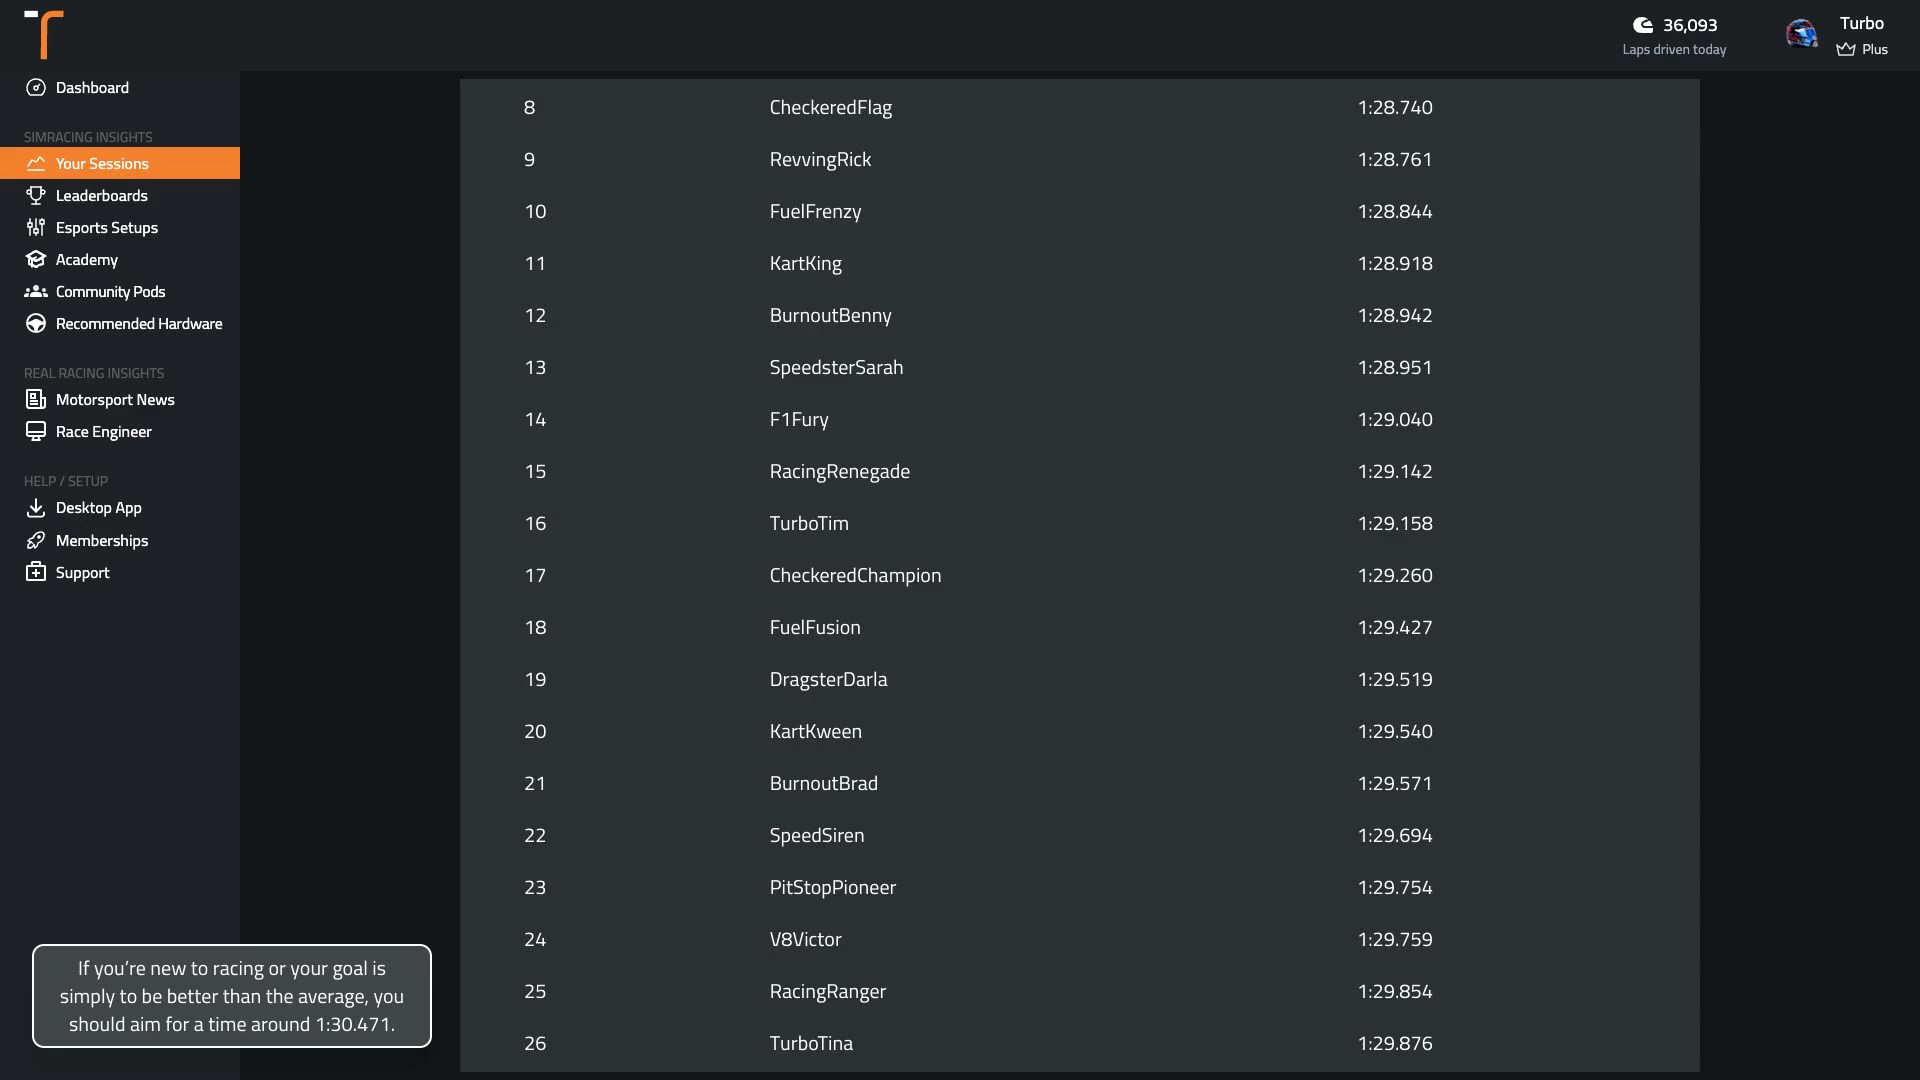 36,093
Laps driven today
Turbo
Plus
Dashboard
SIMRACING INSIGHTS
Your Sessions
Leaderboards
Esports Setups
Academy
Community Pods
Recommended Hardware
REAL RACING INSIGHTS
Motorsport News
Race Engineer
HELP / SETUP
Desktop App
Memberships
Support
8 CheckeredFlag 1:28.740
9 RevvingRick 1:28.761
10 FuelFrenzy 1:28.844
11 KartKing 1:28.918
12 BurnoutBenny 1:28.942
13 SpeedsterSarah 1:28.951
14 F1Fury 1:29.040
15 RacingRenegade 1:29.142
16 TurboTim 1:29.158
17 CheckeredChampion 1:29.260
18 FuelFusion 1:29.427
19 DragsterDarla 1:29.519
20 KartKween 1:29.540
21 BurnoutBrad 1:29.571
22 SpeedSiren 1:29.694
23 PitStopPioneer 1:29.754
24 V8Victor 1:29.759
25 RacingRanger 1:29.854
26 TurboTina 1:29.876
If you’re new to racing or your goal is
simply to be better than the average, you
should aim for a time around 1:30.471.